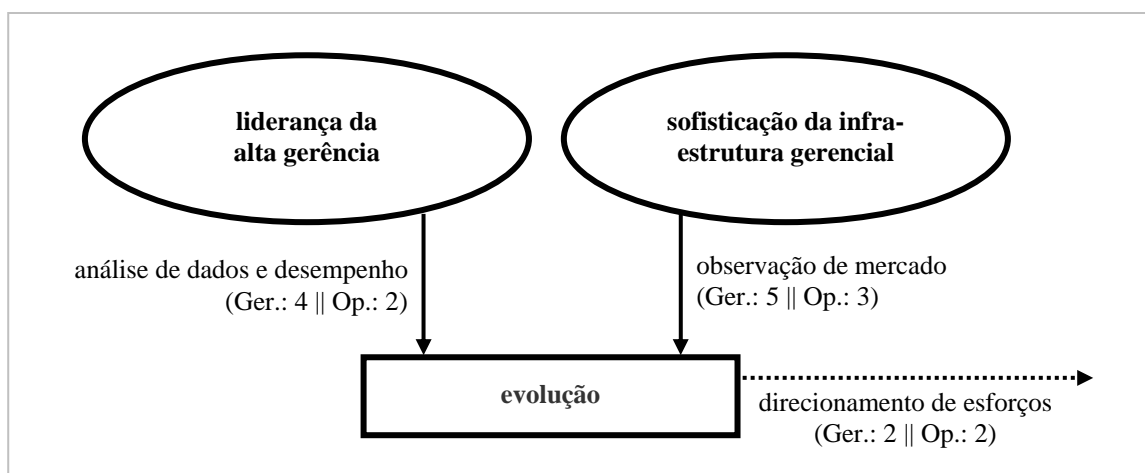 liderança da
alta gerência
sofisticação da infra-
estrutura gerencial
análise de dados e desempenho
(Ger.: 4 || Op.: 2)
observação de mercado
(Ger.: 5 || Op.: 3)
evolução
direcionamento de esforços
(Ger.: 2 || Op.: 2)